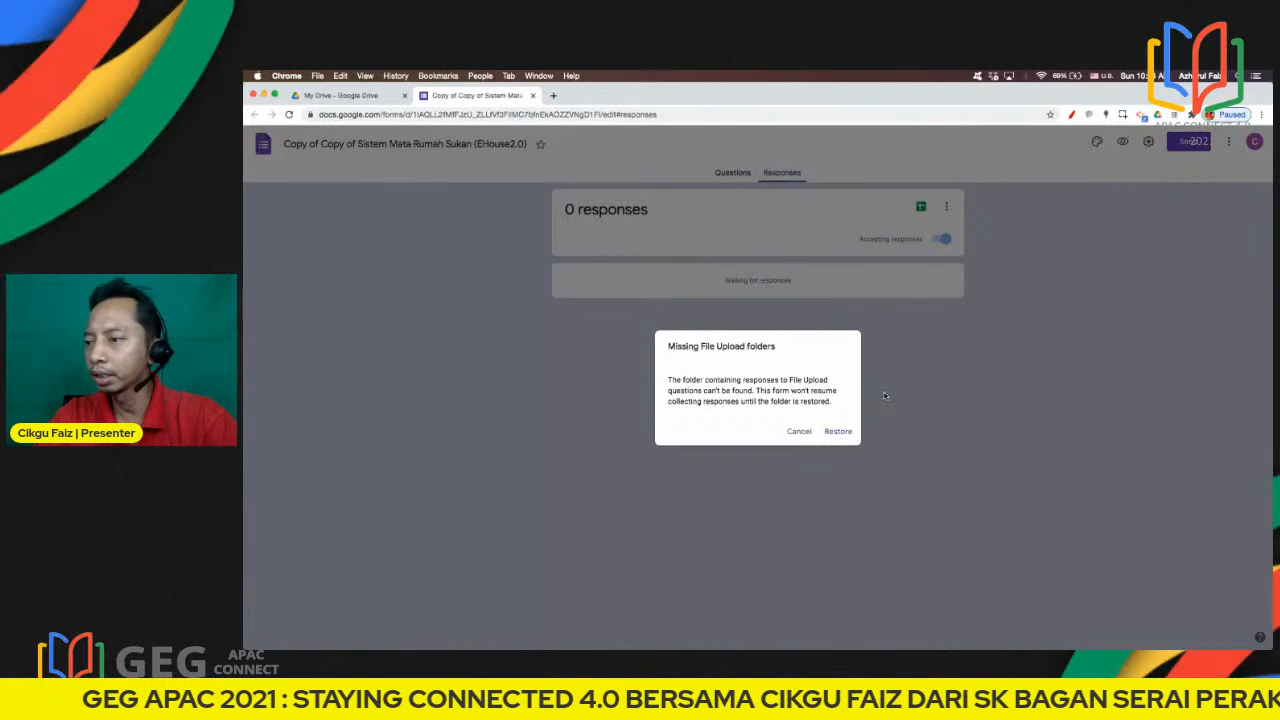 Chrome File Edit View History Bookmarks People Tab Window Help
69% U.S. Sun 10:
My Drive - Google Drive
Copy of Copy of Sistem Mata
Paused
Copy of Copy of Sistem Mata Rumah Sukan (EHouse2.0)
202
C
Questions Responses
0 responses
Accepting responses
Waiting for responses
Missing File Upload folders
The folder containing responses to File Upload
questions can't be found. This form won't resume
collecting responses until the folder is restored.
Cancel Restore
Cikgu Faiz | Presenter
GEG APAC CONNECT
GEG APAC 2021 : STAYING CONNECTED 4.0 BERSAMA CIKGU FAIZ DARI SK BAGAN SERAI PERAK